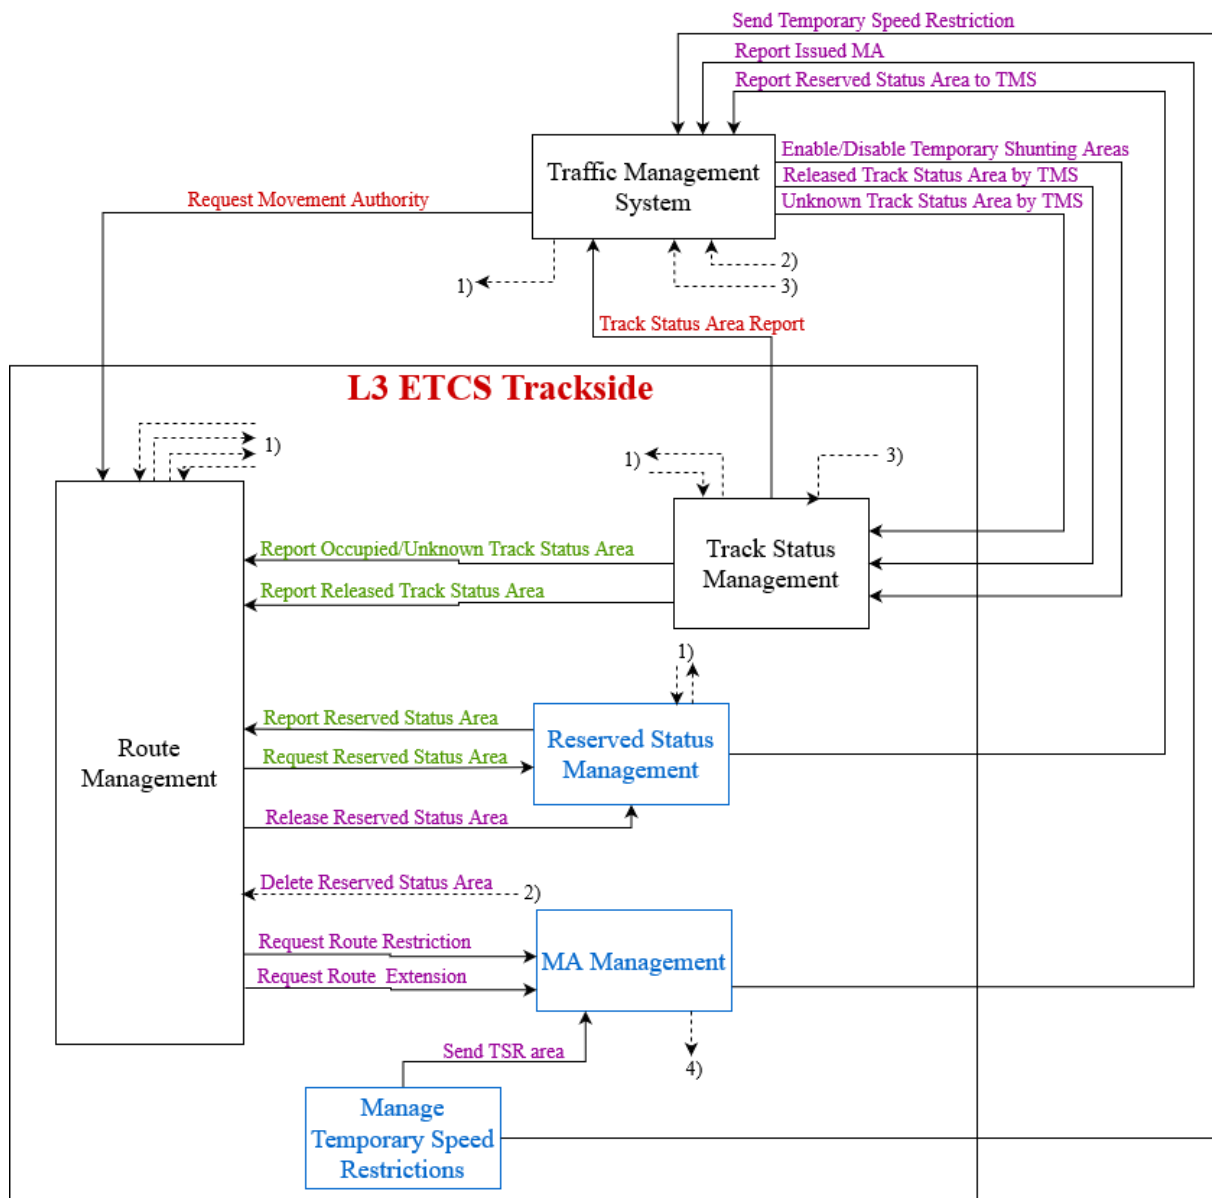 Send Temporary Speed Restriction
Report Issued MA
Report Reserved Status Area to TMS
Traffic Management
System
Enable/Disable Temporary Shunting Areas
Released Track Status Area by TMS
Unknown Track Status Area by TMS
Request Movement Authority
2)
1)
3)
Track Status Area Report
L3 ETCS Trackside
1)
1)
3)
Track Status
Management
Report Occupied/Unknown Track Status Area
Report Released Track Status Area
1)
Route
Management
Report Reserved Status Area
Request Reserved Status Area
Reserved Status
Management
Release Reserved Status Area
Delete Reserved Status Area
2)
Request Route Restriction
Request Route  Extension
MA Management
Send TSR area
4)
Manage
Temporary Speed
Restrictions